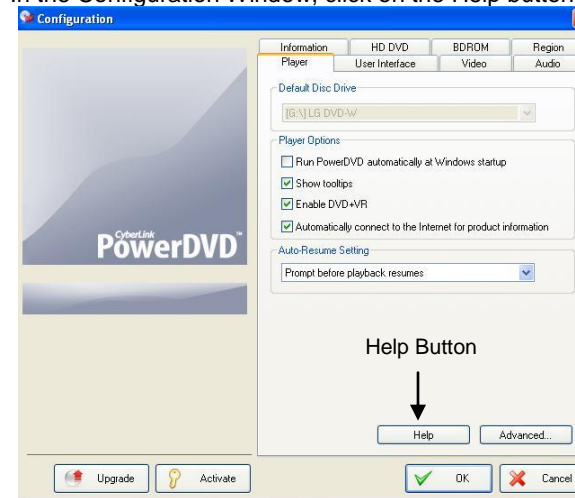 In the Configuration Window, click on the Help button
Configuration
Information HD DVD BDROM Region
Player User Interface Video Audio
Default Disc Drive
[G:\] LG DVD-W
Player Options
Run PowerDVD automatically at Windows startup
Show tooltips
Enable DVD+VR
Automatically connect to the Internet for product information
CyberLink
PowerDVD™
Auto-Resume Setting
Prompt before playback resumes
Help Button
Help Advanced...
Upgrade Activate OK Cancel